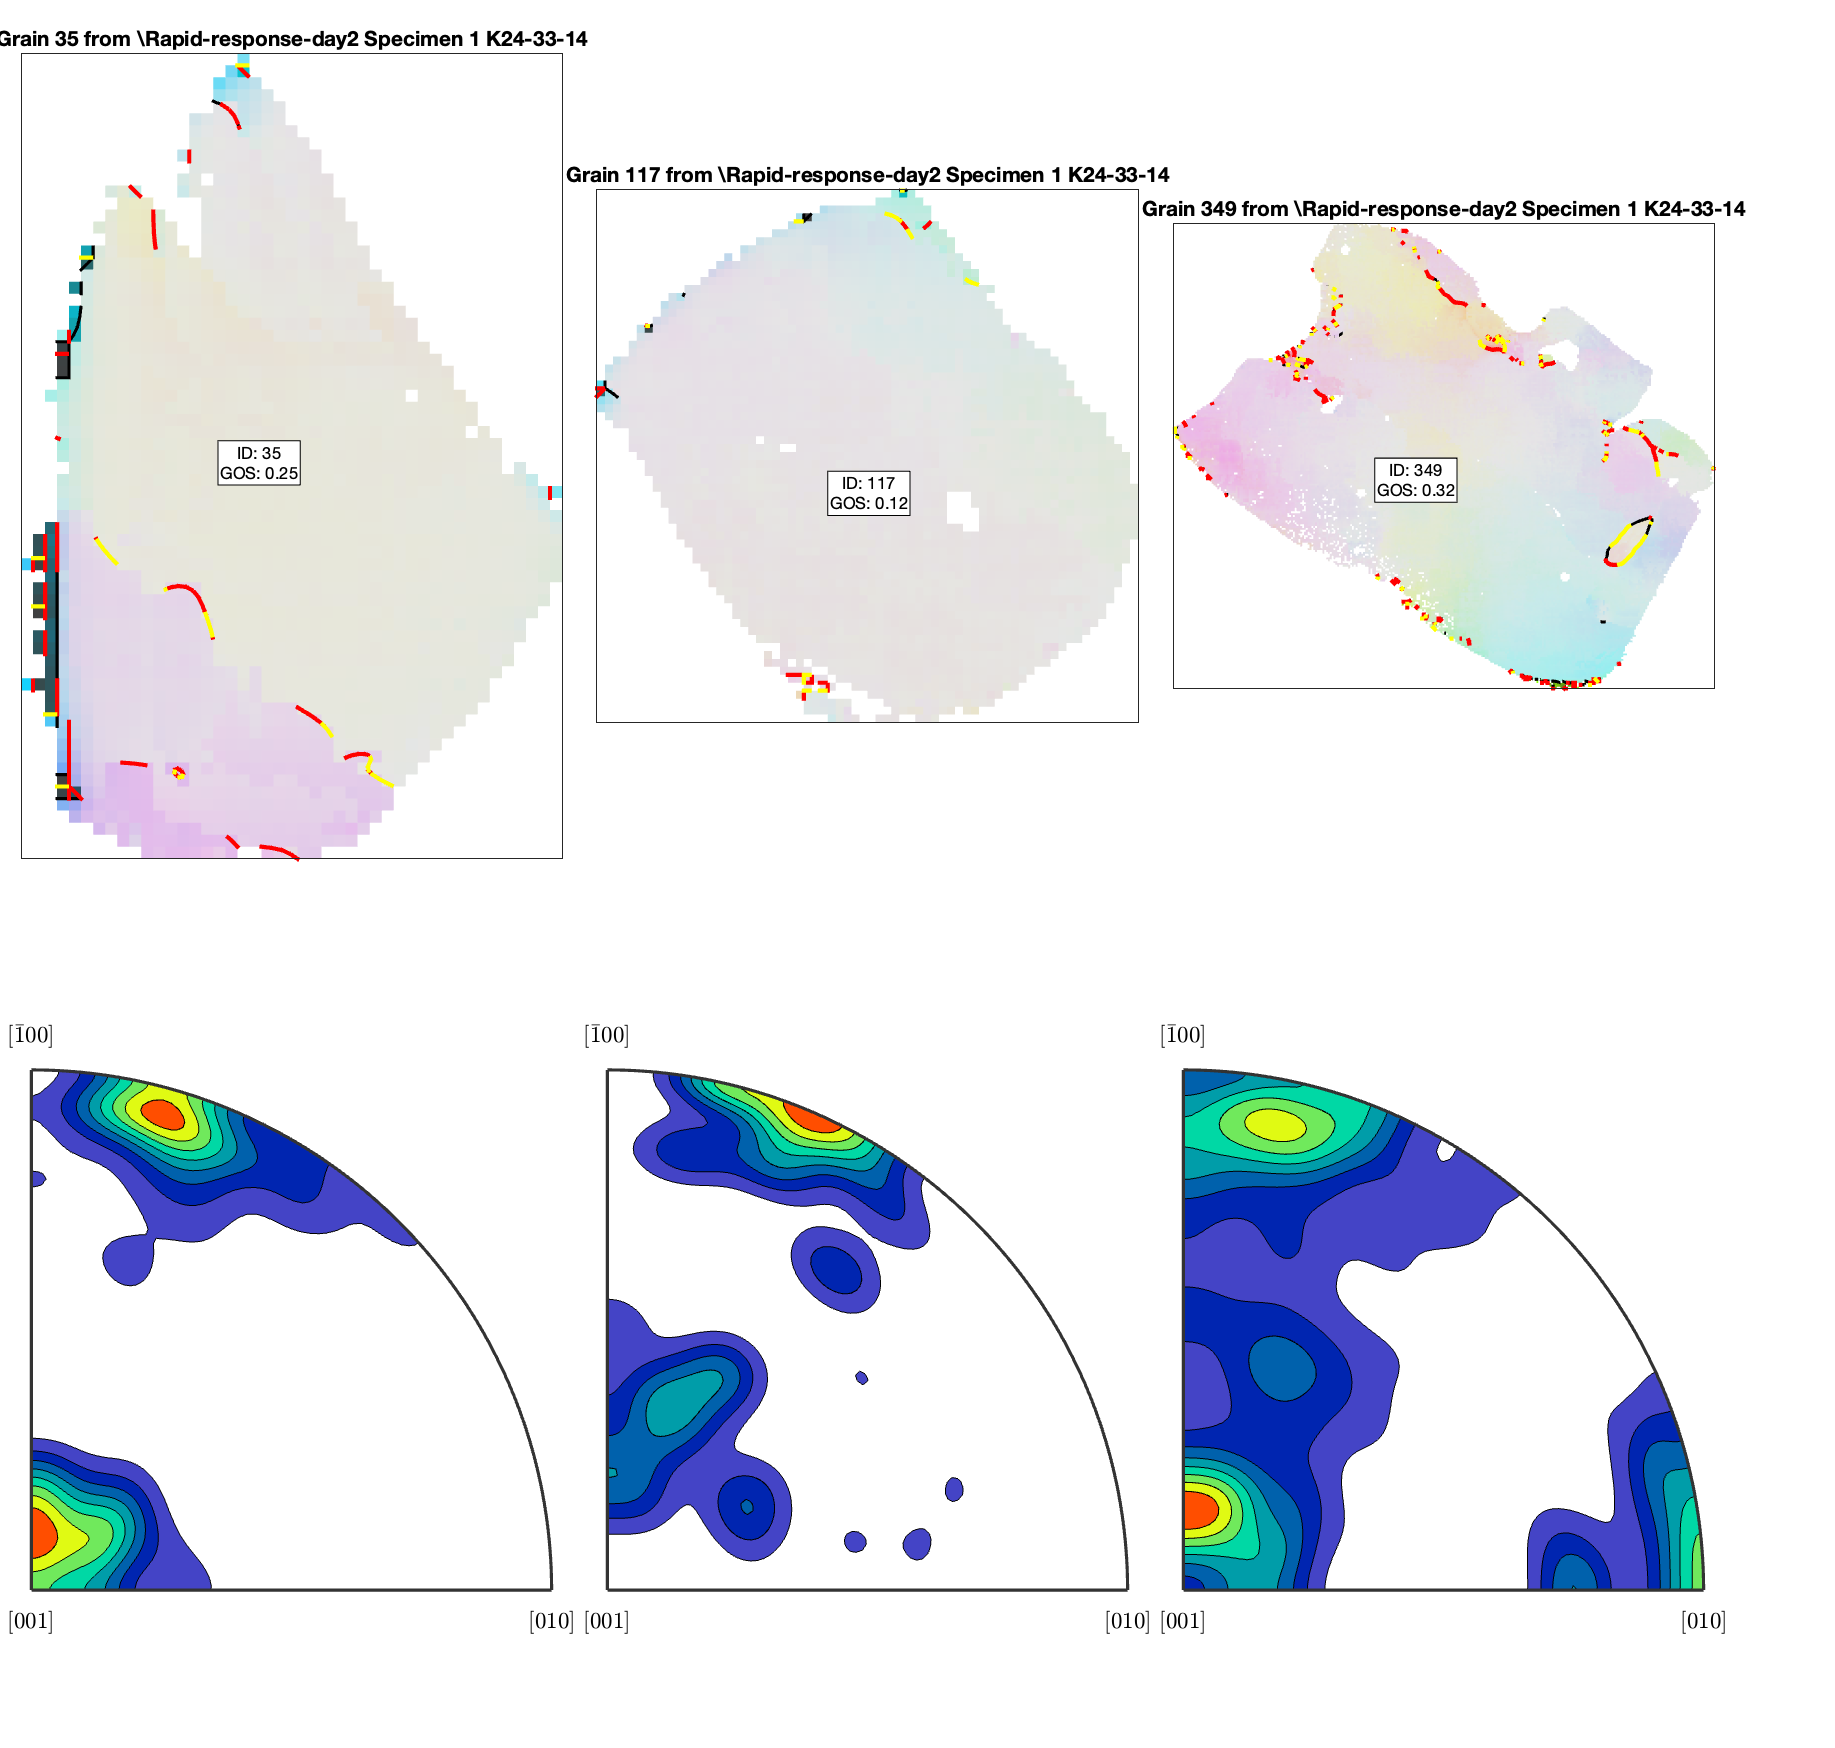 Grain 35 from \Rapid-response-day2 Specimen 1 K24-33-14
Grain 117 from \Rapid-response-day2 Specimen 1 K24-33-14
Grain 349 from \Rapid-response-day2 Specimen 1 K24-33-14
ID: 35
GOS: 0.25
ID: 117
GOS: 0.12
ID: 349
GOS: 0.32
[1̄00]
[1̄00]
[1̄00]
[001]
[010]
[001]
[010]
[001]
[010]